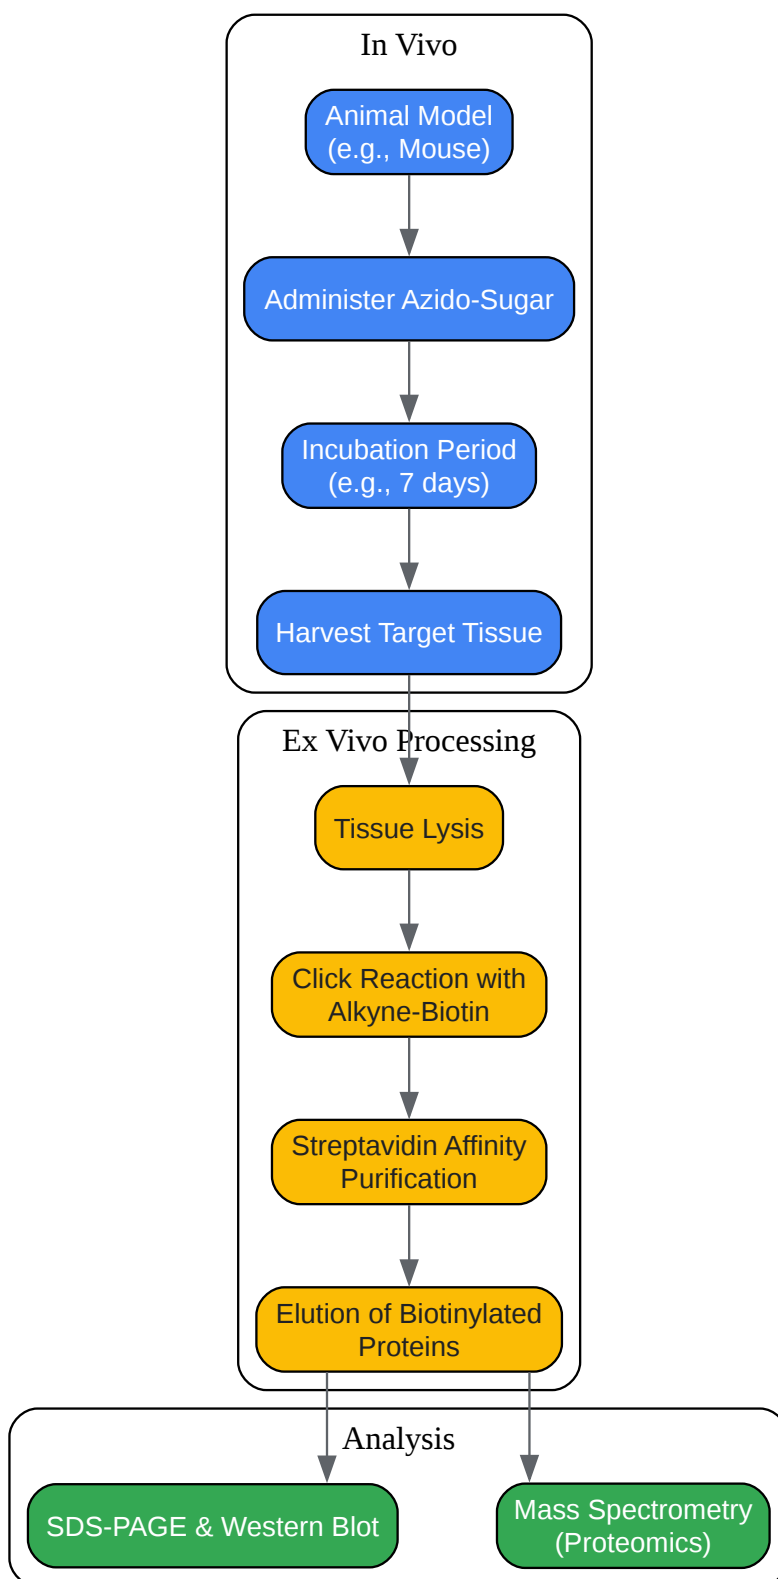 In Vivo
Animal Model
(e.g., Mouse)
Administer Azido-Sugar
Incubation Period
(e.g., 7 days)
Harvest Target Tissue
Ex Vivo Processing
Tissue Lysis
Click Reaction with
Alkyne-Biotin
Streptavidin Affinity
Purification
Elution of Biotinylated
Proteins
Analysis
SDS-PAGE & Western Blot
Mass Spectrometry
(Proteomics)